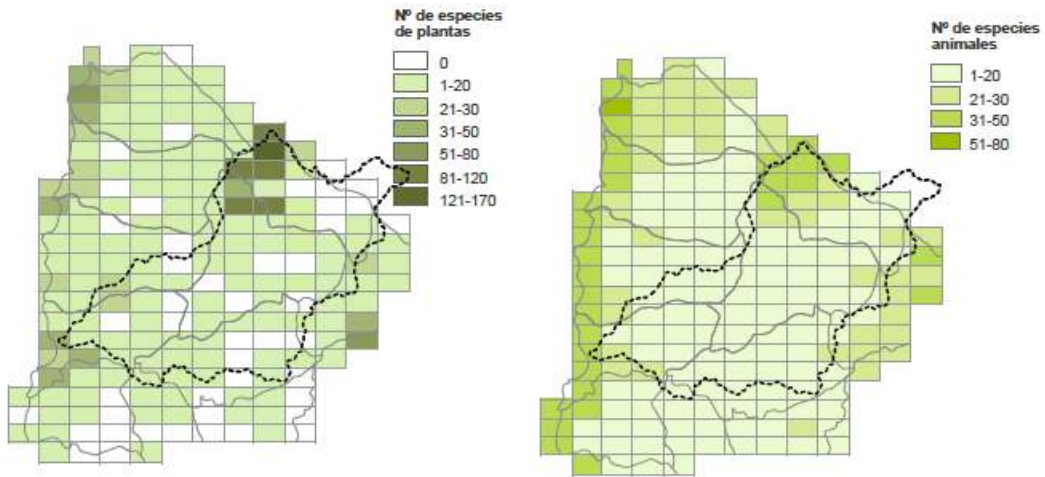 Nº de especies
de plantas
0
1-20
21-30
31-50
51-80
81-120
121-170
Nº de especies
animales
1-20
21-30
31-50
51-80